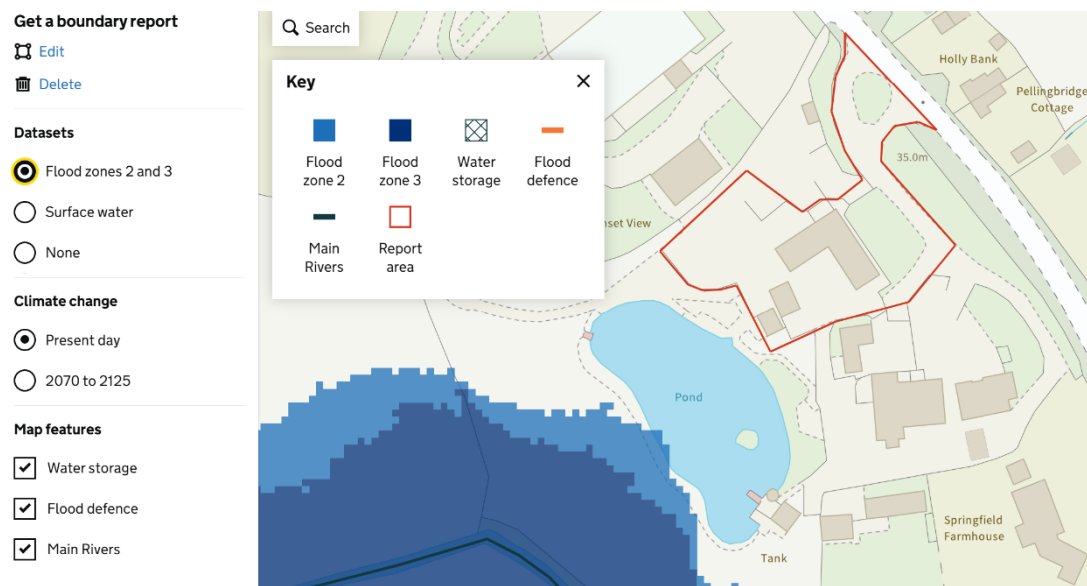 Get a boundary report
Edit
Delete
Datasets
Flood zones 2 and 3
Surface water
None
Climate change
Present day
2070 to 2125
Map features
Water storage
Flood defence
Main Rivers
Search
Key
Flood
zone 2
Flood
zone 3
Water
storage
Flood
defence
Main
Rivers
Report
area
Holly Bank
Pellingbridge
Cottage
35.0m
nset View
Pond
Tank
Springfield
Farmhouse